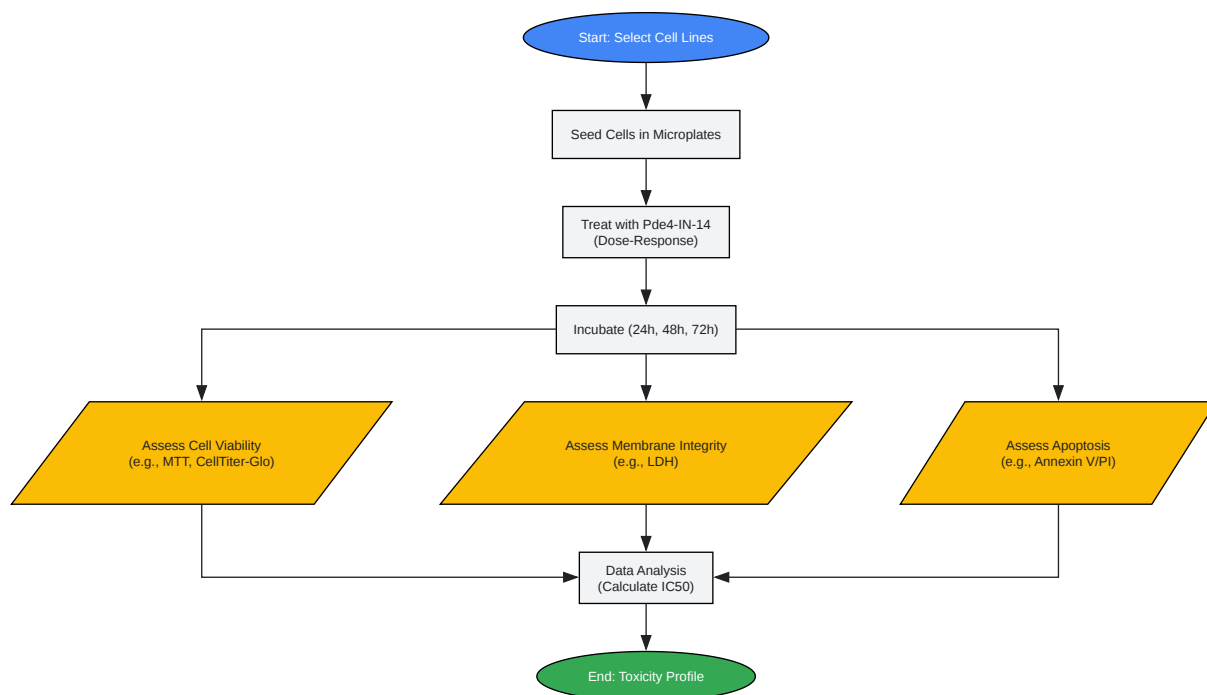 Start: Select Cell Lines
Seed Cells in Microplates
Treat with Pde4-IN-14
(Dose-Response)
Incubate (24h, 48h, 72h)
Assess Cell Viability
(e.g., MTT, CellTiter-Glo)
Assess Membrane Integrity
(e.g., LDH)
Assess Apoptosis
(e.g., Annexin V/PI)
Data Analysis
(Calculate IC50)
End: Toxicity Profile